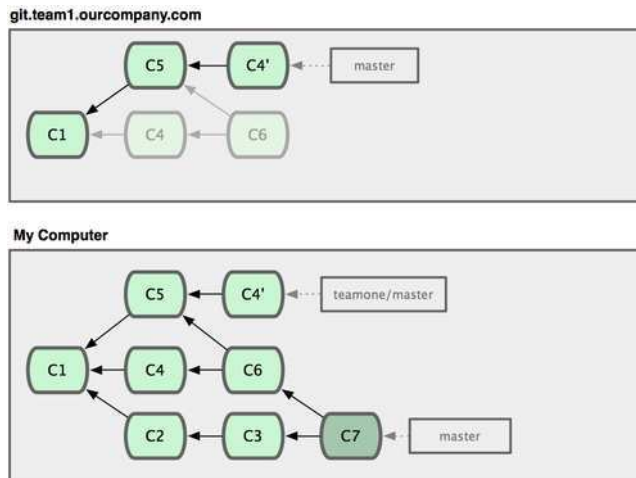 git.team1.ourcompany.com
C5 C4' master
C1 C4 C6
My Computer
C5 C4' teamone/master
C1 C4 C6
C2 C3 C7 master